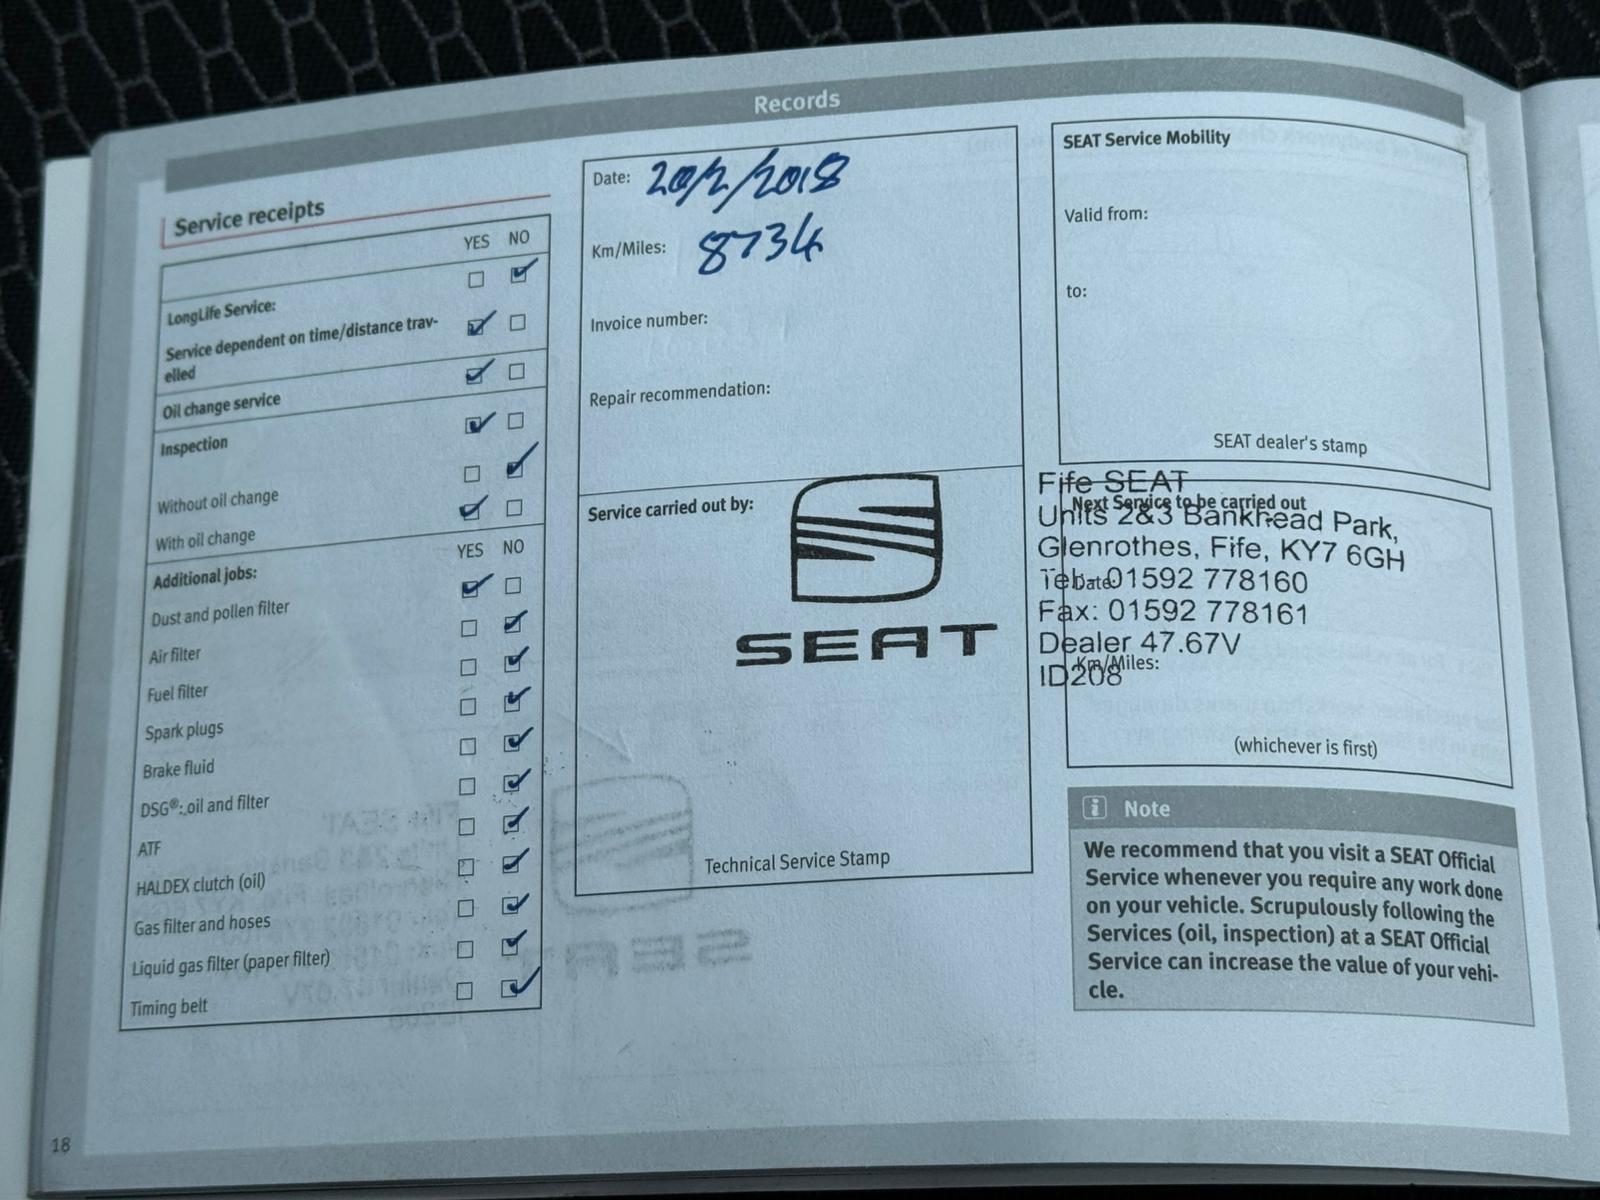 Records
Service receipts
YES NO
LongLife Service:
Service dependent on time/distance trav-
elled
Oil change service
Inspection
Without oil change
With oil change
YES NO
Additional jobs:
Dust and pollen filter
Air filter
Fuel filter
Spark plugs
Brake fluid
DSG®: oil and filter
ATF
HALDEX clutch (oil)
Gas filter and hoses
Liquid gas filter (paper filter)
Timing belt
Date: 20/2/2018
Km/Miles: 8734
Invoice number:
Repair recommendation:
Service carried out by:
SEAT
Technical Service Stamp
SEAT Service Mobility
Valid from:
to:
SEAT dealer's stamp
Fife SEAT
Next Service to be carried out
Units 2&3 Bankhead Park,
Glenrothes, Fife, KY7 6GH
Tel: 01592 778160
Date:
Fax: 01592 778161
Dealer 47.67V
Km/Miles:
ID208
(whichever is first)
i Note
We recommend that you visit a SEAT Official
Service whenever you require any work done
on your vehicle. Scrupulously following the
Services (oil, inspection) at a SEAT Official
Service can increase the value of your vehi-
cle.
18